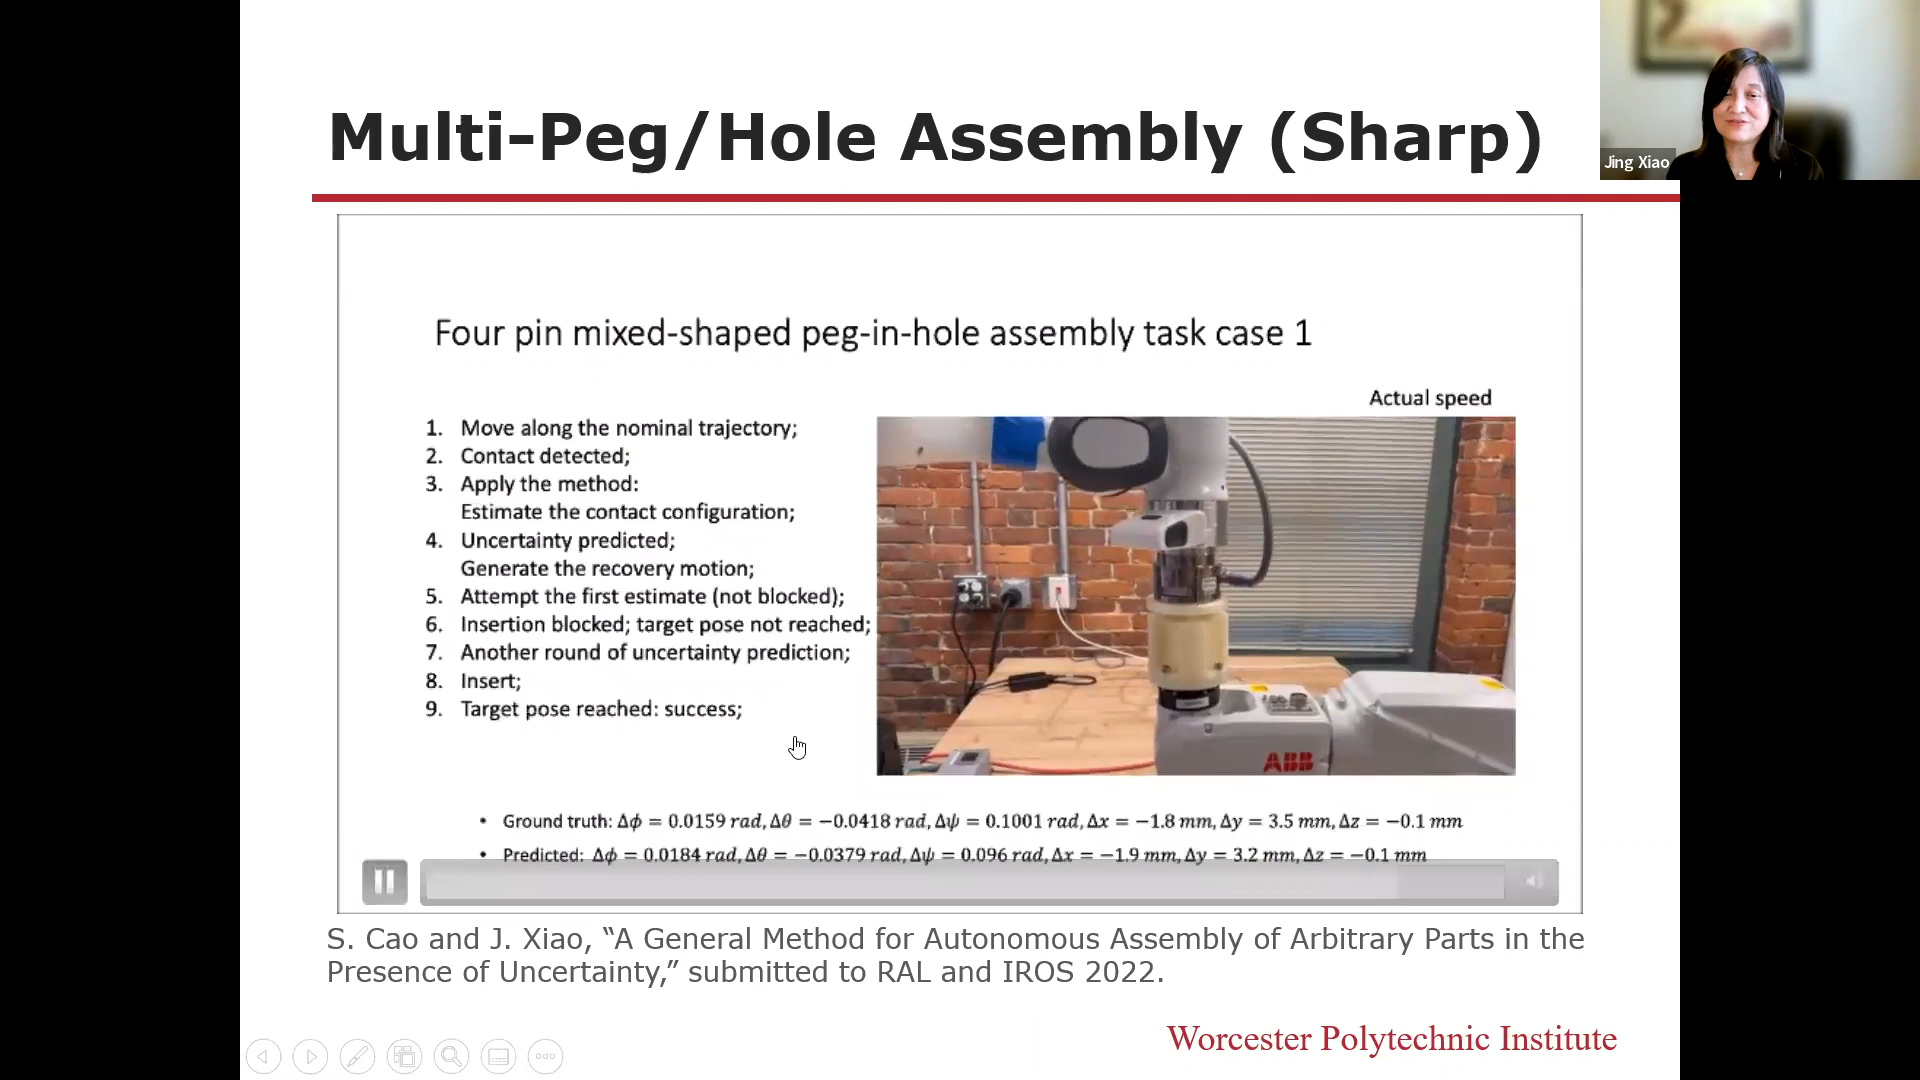 Multi-Peg/Hole Assembly (Sharp)
Jing Xiao
Four pin mixed-shaped peg-in-hole assembly task case 1
Actual speed
1. Move along the nominal trajectory;
2. Contact detected;
3. Apply the method:
Estimate the contact configuration;
4. Uncertainty predicted;
Generate the recovery motion;
5. Attempt the first estimate (not blocked);
6. Insertion blocked; target pose not reached;
7. Another round of uncertainty prediction;
8. Insert;
9. Target pose reached: success;
ABB
• Ground truth: Δϕ = 0.0159 rad, Δθ = −0.0418 rad, Δψ = 0.1001 rad, Δx = −1.8 mm, Δy = 3.5 mm, Δz = −0.1 mm
• Predicted: Δϕ = 0.0184 rad, Δθ = −0.0379 rad, Δψ = 0.096 rad, Δx = −1.9 mm, Δy = 3.2 mm, Δz = −0.1 mm
S. Cao and J. Xiao, “A General Method for Autonomous Assembly of Arbitrary Parts in the
Presence of Uncertainty,” submitted to RAL and IROS 2022.
Worcester Polytechnic Institute